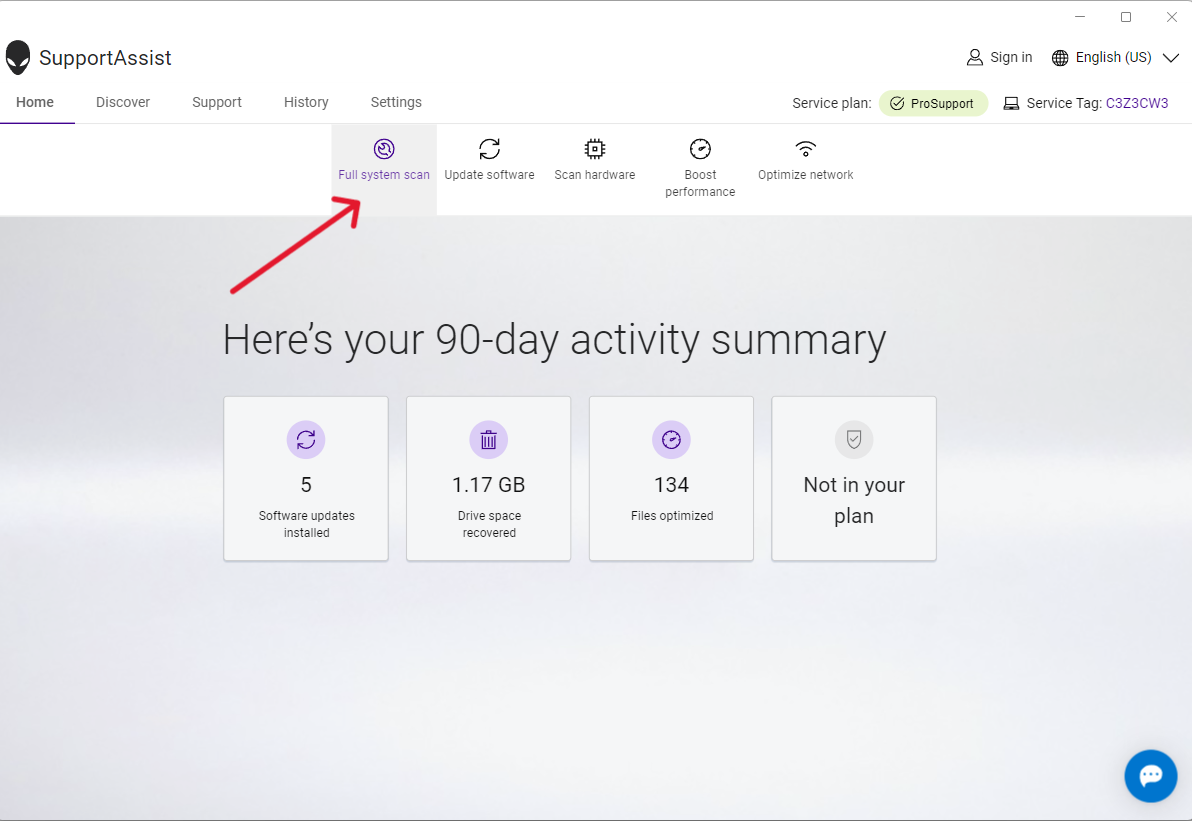 SupportAssist
Sign in
English (US)
Home
Discover
Support
History
Settings
Service plan:
ProSupport
Service Tag: C3Z3CW3
Full system scan
Update software
Scan hardware
Boost
performance
Optimize network
Here’s your 90-day activity summary
5
Software updates
installed
1.17 GB
Drive space
recovered
134
Files optimized
Not in your
plan